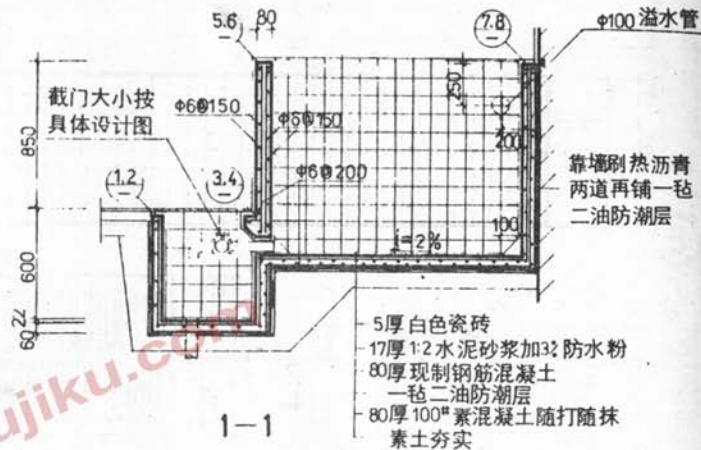 5.6
80
7.8
φ100 溢水管
截门大小按
具体设计图
φ6@150
φ6@150
250
200
850
φ6@200
靠墙刷热沥青
两道再铺一毡
二油防潮层
1.2
3.4
100
i=2%
600
22
60
5厚白色瓷砖
17厚1:2水泥砂浆加3%防水粉
80厚现制钢筋混凝土
一毡二油防潮层
80厚100#素混凝土随打随抹
素土夯实
1-1
ujiku.com